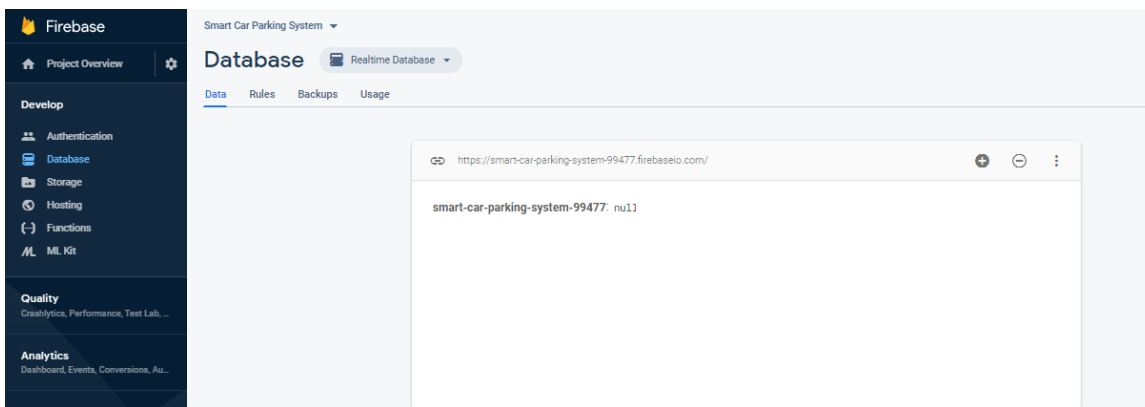 Firebase
Project Overview
Develop
Authentication
Database
Storage
Hosting
Functions
ML Kit
Quality
Crashlytics, Performance, Test Lab, ...
Analytics
Dashboard, Events, Conversions, Au...
Smart Car Parking System
Database
Realtime Database
Data Rules Backups Usage
https://smart-car-parking-system-99477.firebaseio.com/
smart-car-parking-system-99477: null